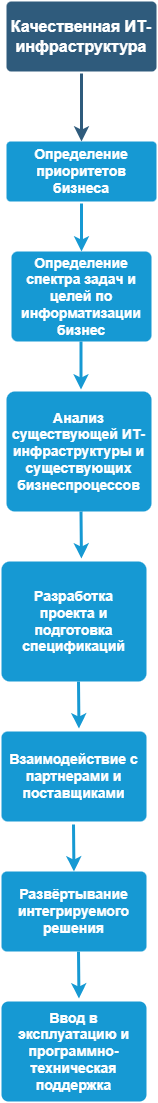 Качественная ИТ-
инфраструктура
Определение
приоритетов
бизнеса
Определение
спектра задач и
целей по
информатизации
бизнес
Анализ
существующей ИТ-
инфраструктуры и
существующих
бизнеспроцессов
Разработка
проекта и
подготовка
спецификаций
Взаимодействие с
партнерами и
поставщиками
Развёртывание
интегрируемого
решения
Ввод в
эксплуатацию и
программно-
техническая
поддержка